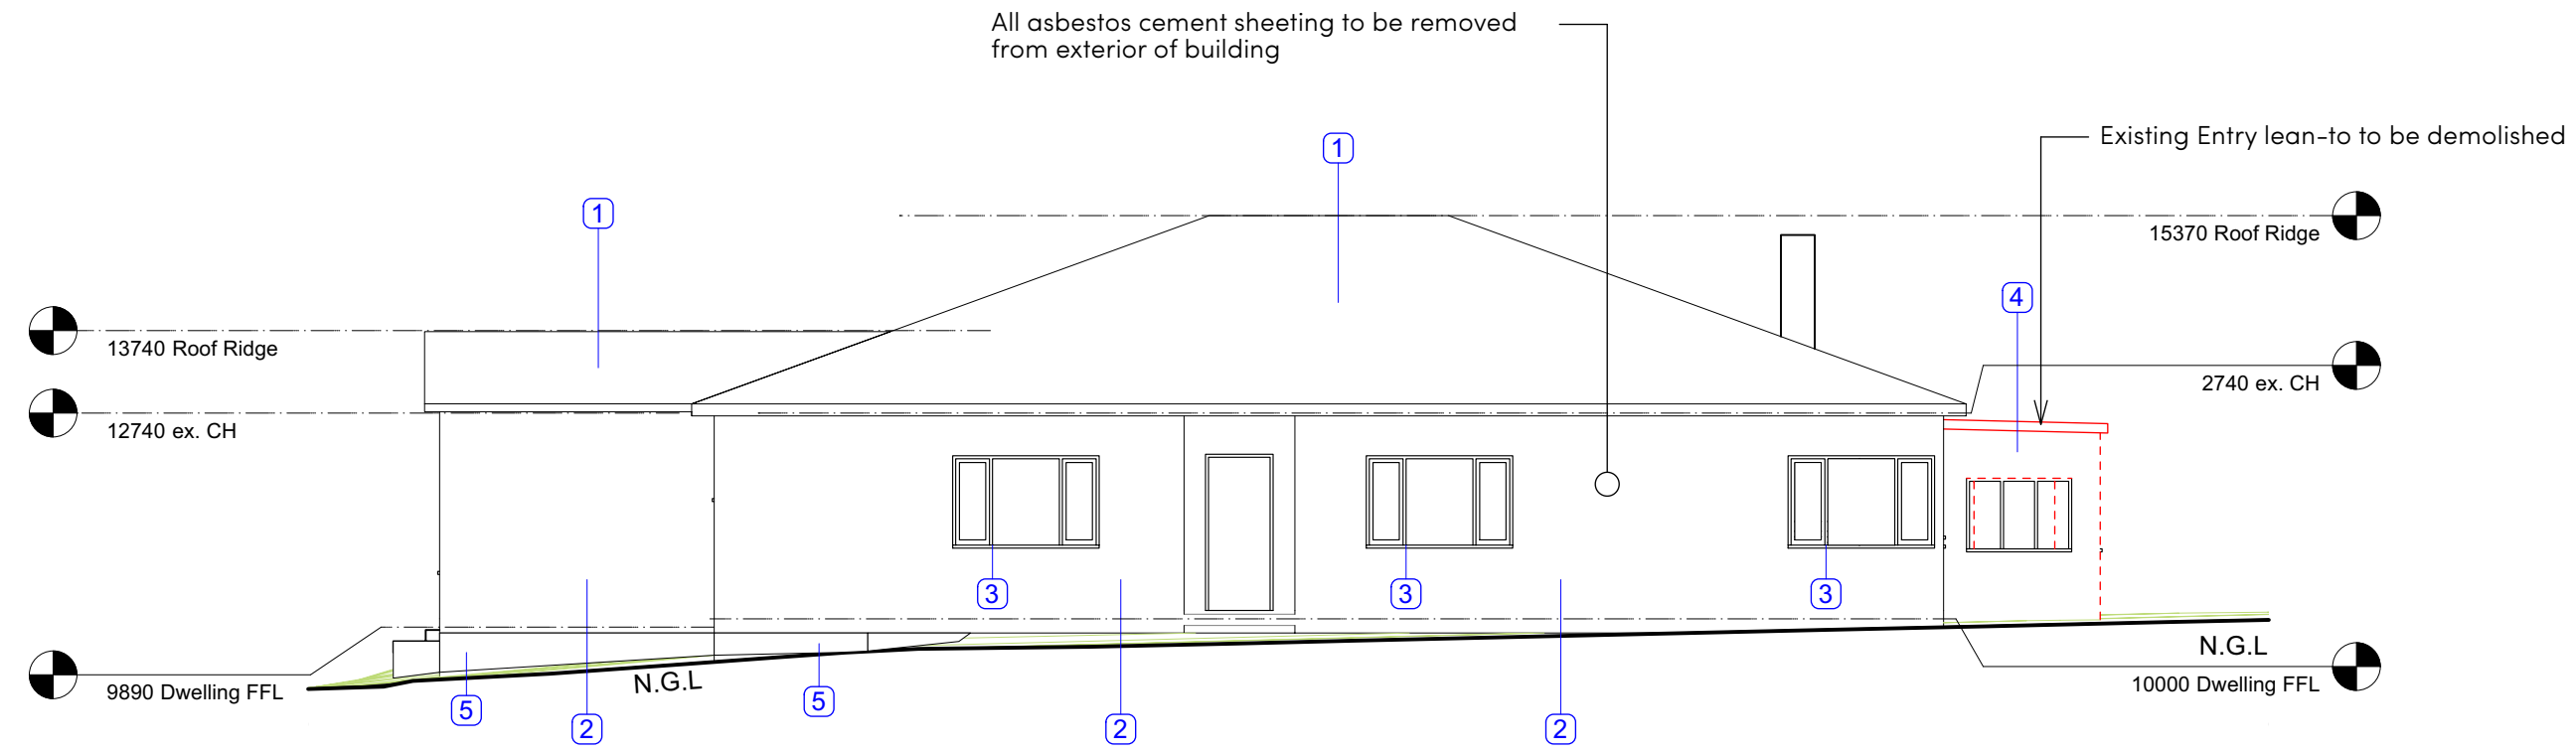 All asbestos cement sheeting to be removed
from exterior of building
Existing Entry lean-to to be demolished
1
1
15370 Roof Ridge
4
13740 Roof Ridge
2740 ex. CH
12740 ex. CH
3
3
3
N.G.L
N.G.L
9890 Dwelling FFL
10000 Dwelling FFL
5
5
2
2
2